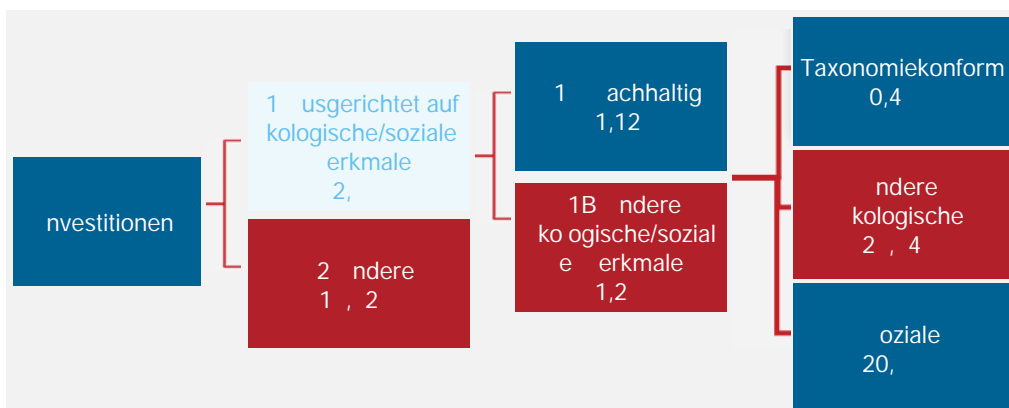 nvestitionen
1 usgerichtet auf
kologische/soziale
erkmale
2,
2 ndere
1 , 2
1 achhaltig
1,12
1B ndere
ko ogische/sozial
e erkmale
1,2
Taxonomiekonform
0,4
ndere
kologische
2 , 4
oziale
20,